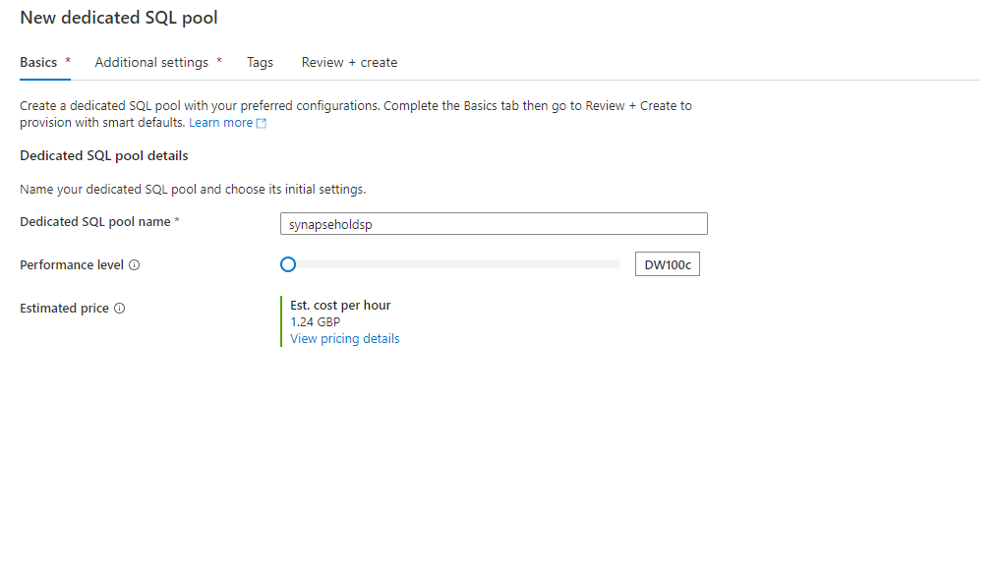 New dedicated SQL pool
Basics * Additional settings * Tags Review + create
Create a dedicated SQL pool with your preferred configurations. Complete the Basics tab then go to Review + Create to
provision with smart defaults. Learn more
Dedicated SQL pool details
Name your dedicated SQL pool and choose its initial settings.
Dedicated SQL pool name * synapseholdsp
Performance level DW100c
Estimated price Est. cost per hour
1.24 GBP
View pricing details